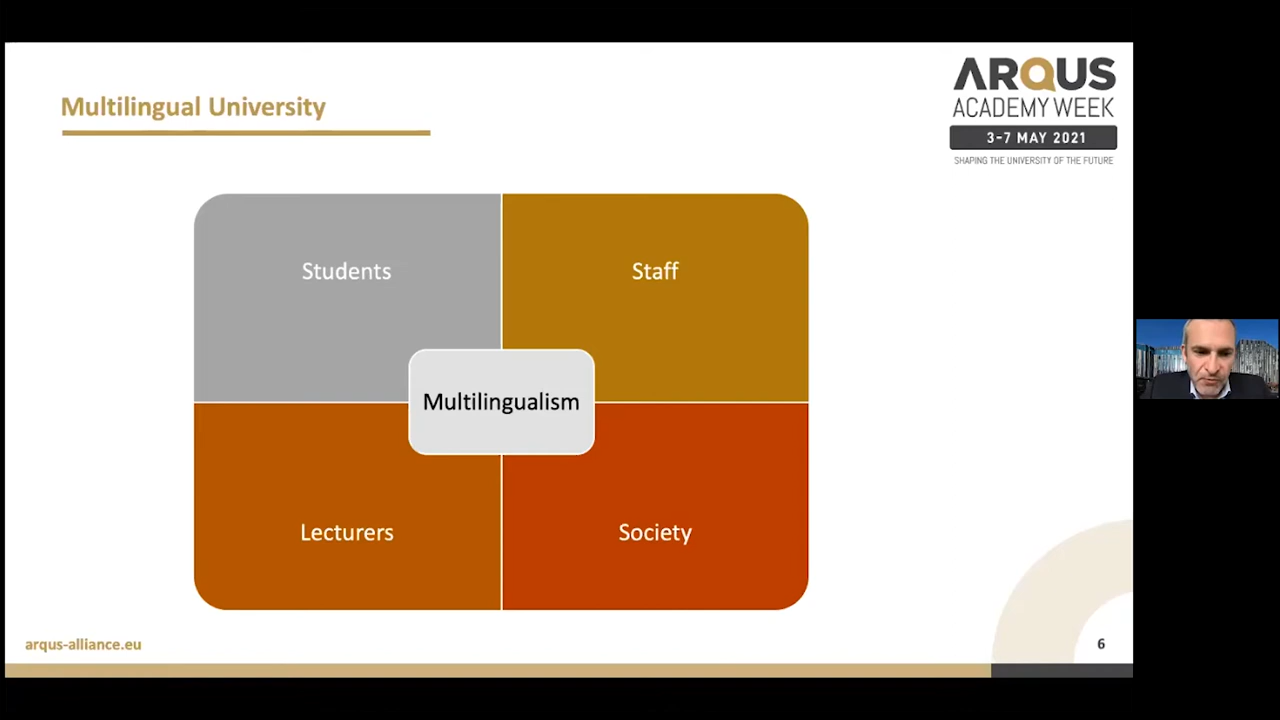 Multilingual University
ARQUS
ACADEMY WEEK
3-7 MAY 2021
SHAPING THE UNIVERSITY OF THE FUTURE
Students
Staff
Multilingualism
Lecturers
Society
arqus-alliance.eu
6